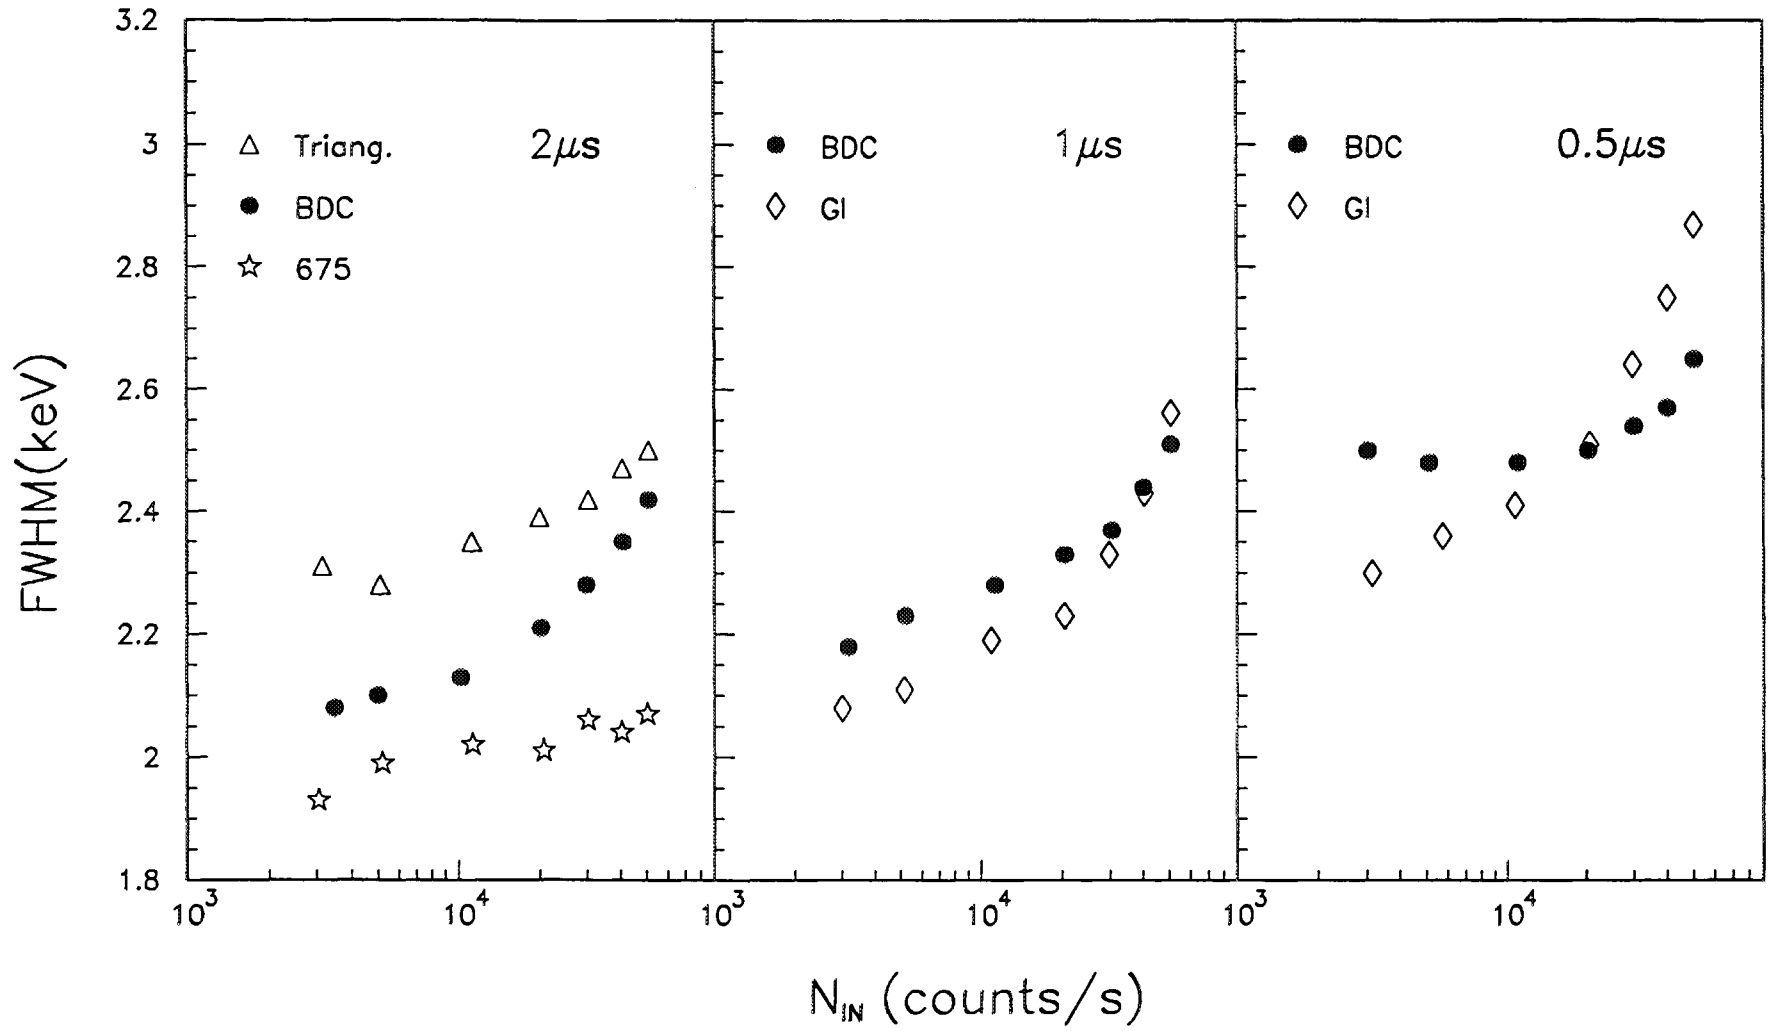 3.2
3
2.8
2.6
2.4
2.2
2
1.8
FWHM(keV)
Triang.
BDC
675
2μs
BDC
GI
1μs
BDC
GI
0.5μs
10³ 10⁴ 10³ 10⁴ 10³ 10⁴
N_IN (counts/s)